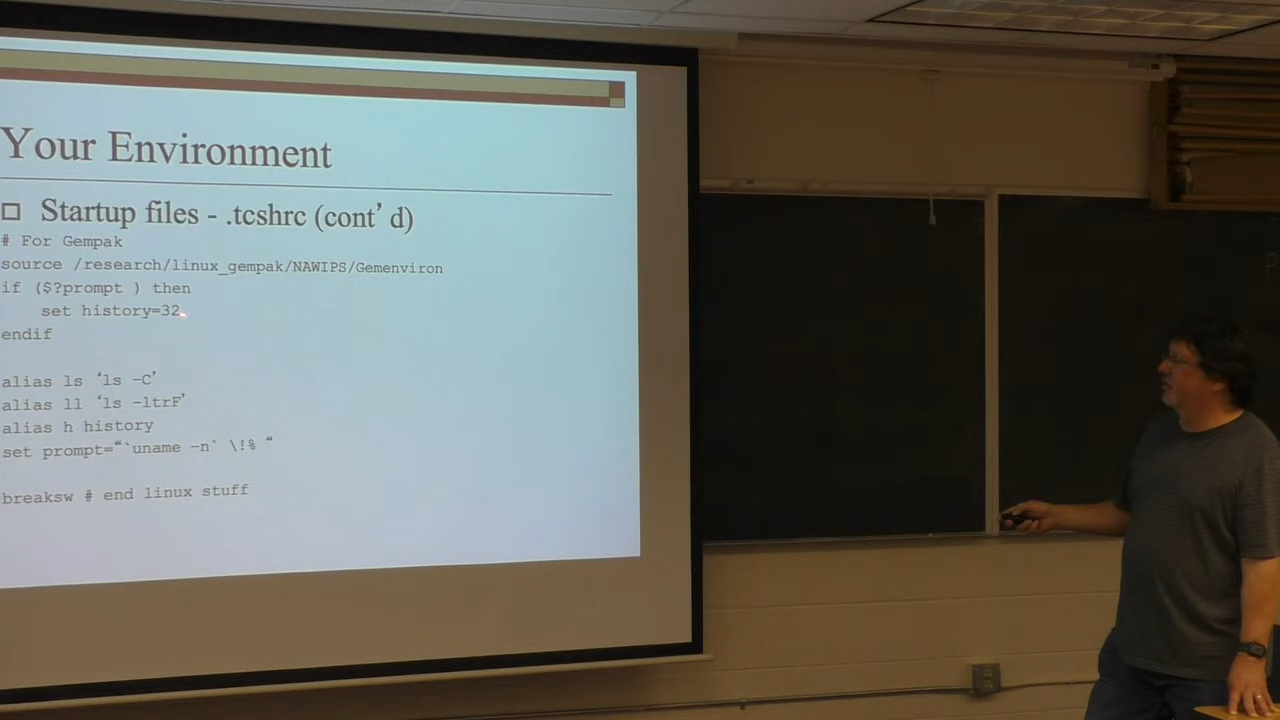 Your Environment
Startup files - .tcshrc (cont’d)
# For Gempak
source /research/linux_gempak/NAWIPS/Gemenviron
if ($?prompt ) then
set history=32
endif
alias ls ‘ls -C’
alias ll ‘ls -ltrF’
alias h history
set prompt=“`uname -n` \!% “
breaksw # end linux stuff